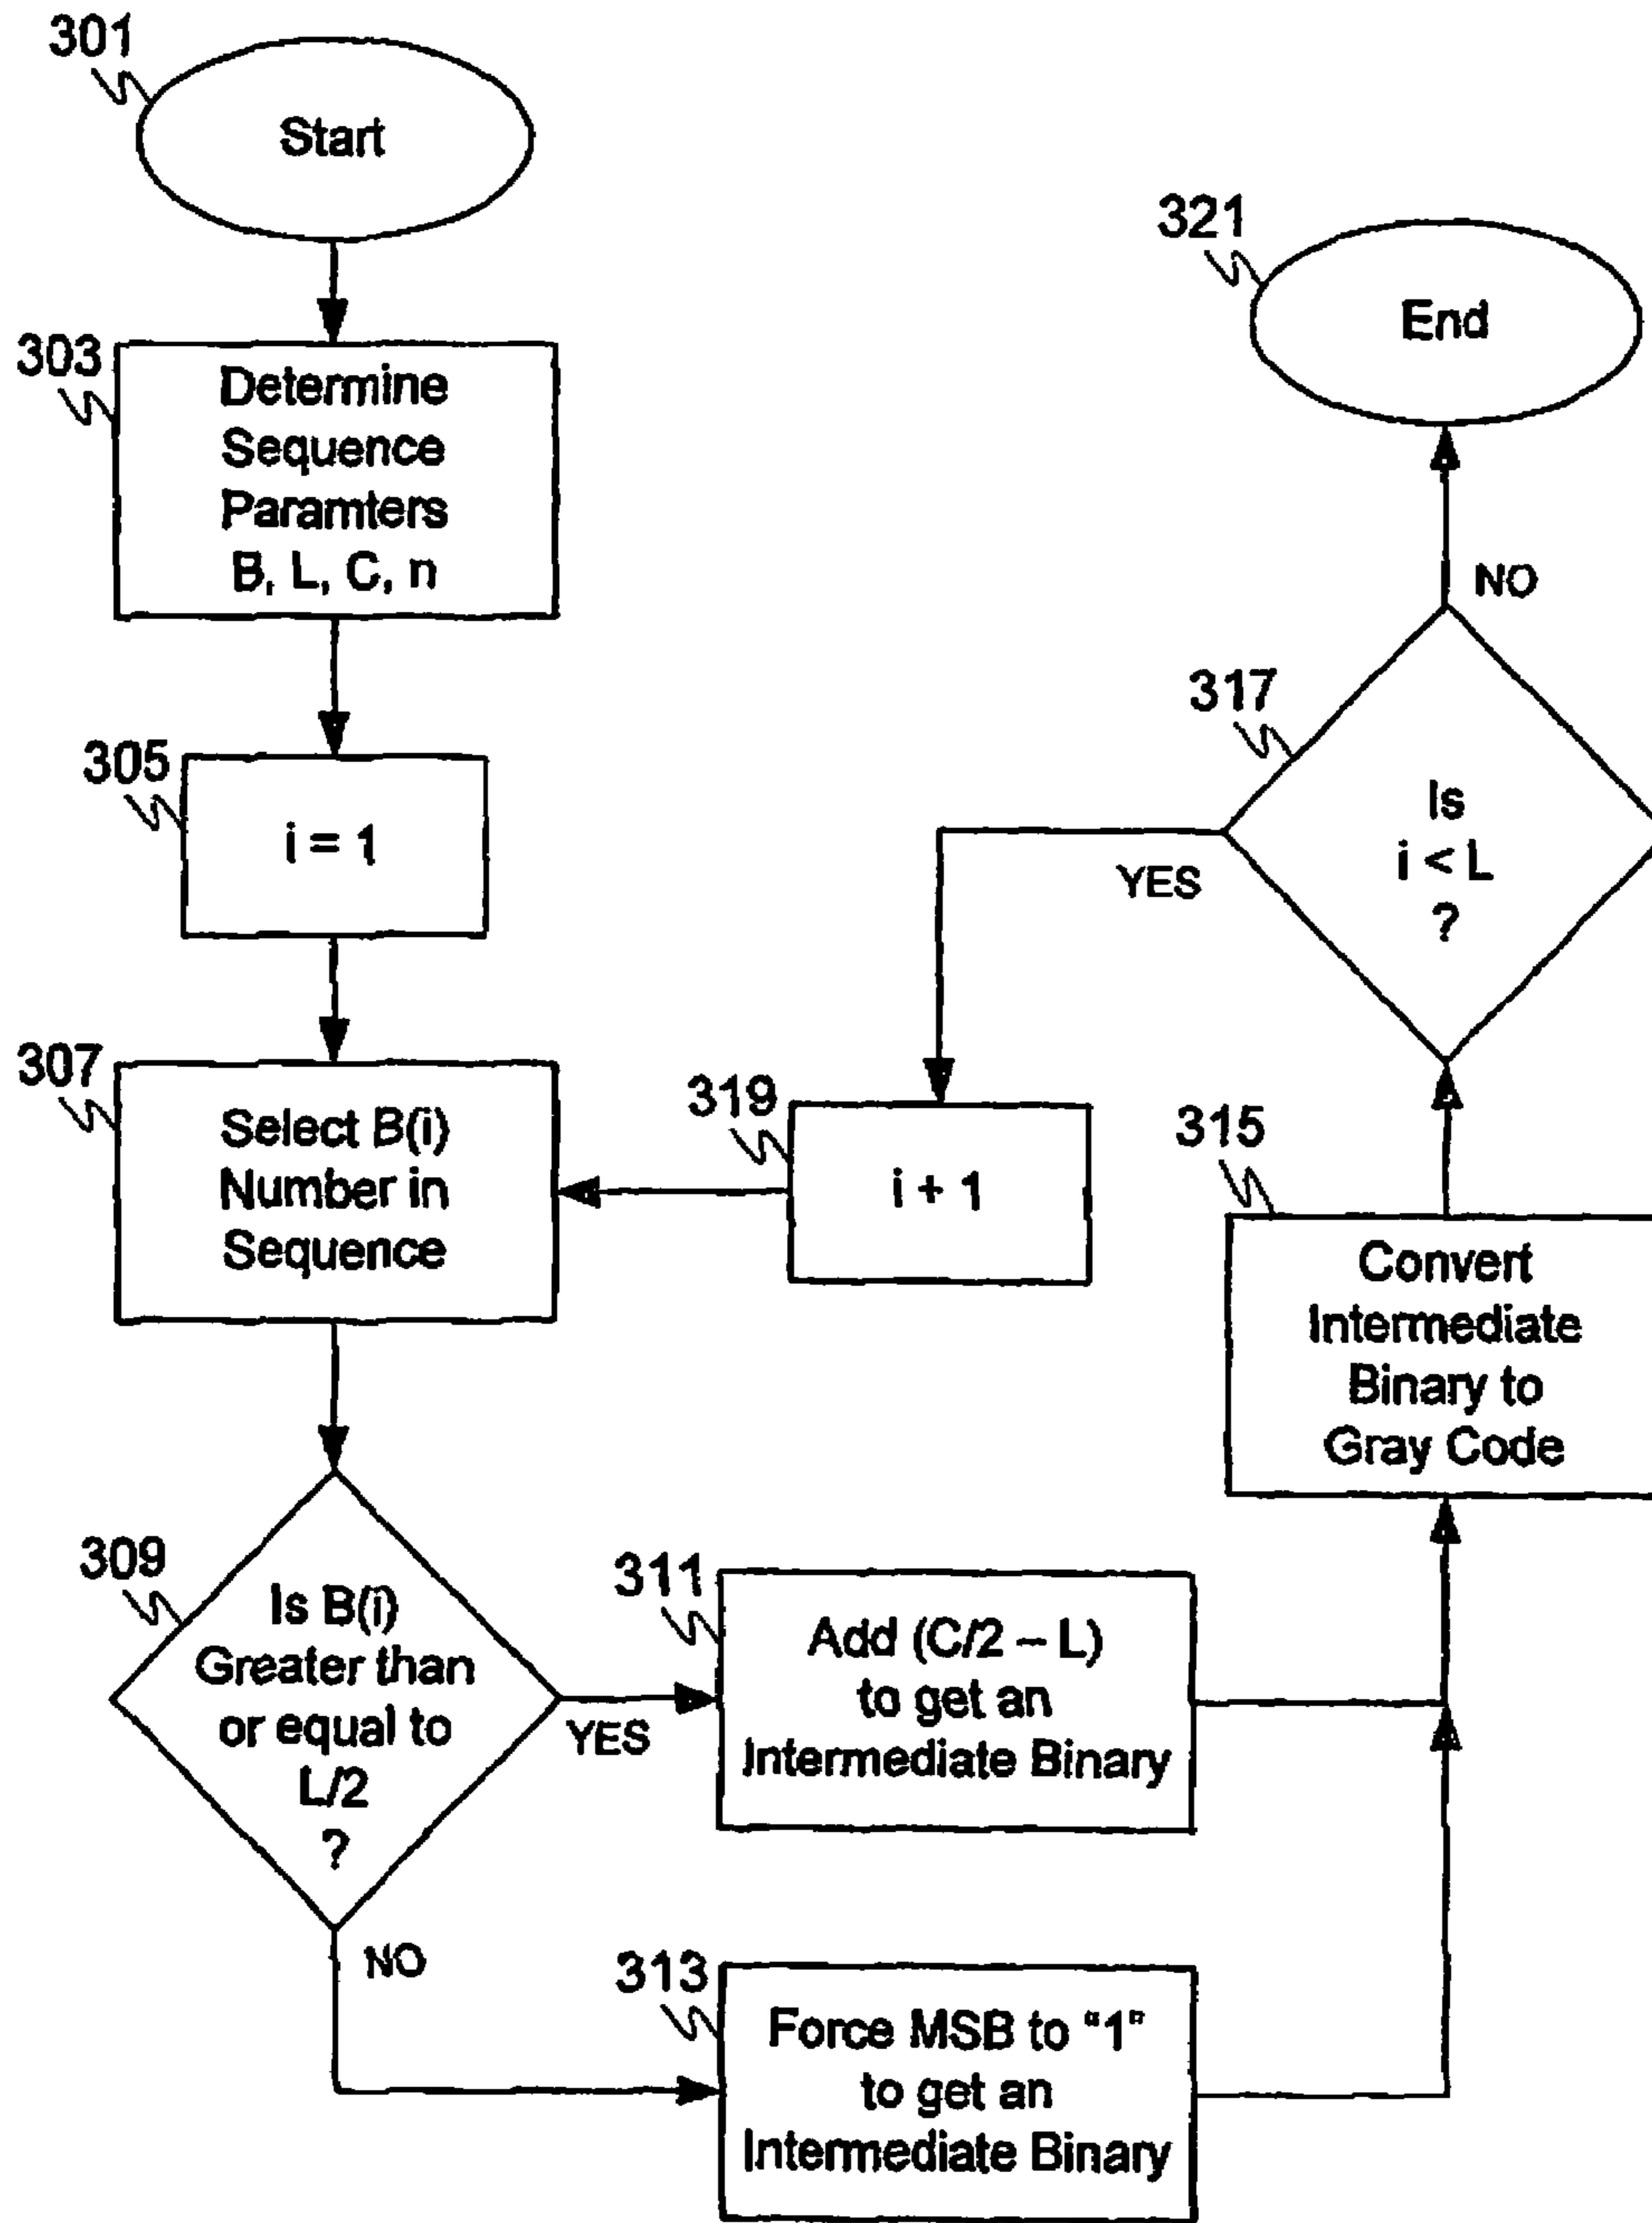 301
Start
303
Determine
Sequence
Paramters
B, L, C, n
305
i = 1
307
Select B(i)
Number in
Sequence
309
Is B(i)
Greater than
or equal to
L/2
?
YES
NO
311
Add (C/2 – L)
to get an
Intermediate Binary
313
Force MSB to “1”
to get an
Intermediate Binary
315
Convert
Intermediate
Binary to
Gray Code
317
Is
i < L
?
YES
NO
319
i + 1
321
End